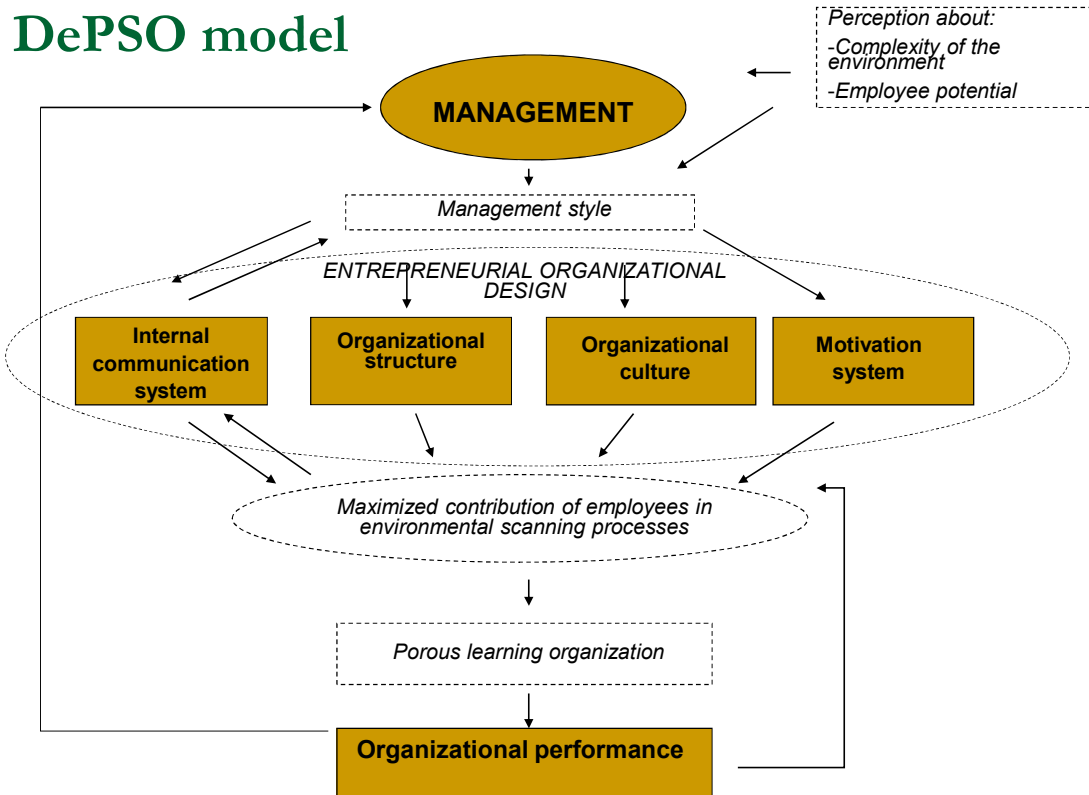 DePSO model
Perception about:
-Complexity of the
environment
-Employee potential
MANAGEMENT
Management style
ENTREPRENEURIAL ORGANIZATIONAL
DESIGN
Internal
communication
system
Organizational
structure
Organizational
culture
Motivation
system
Maximized contribution of employees in
environmental scanning processes
Porous learning organization
Organizational performance